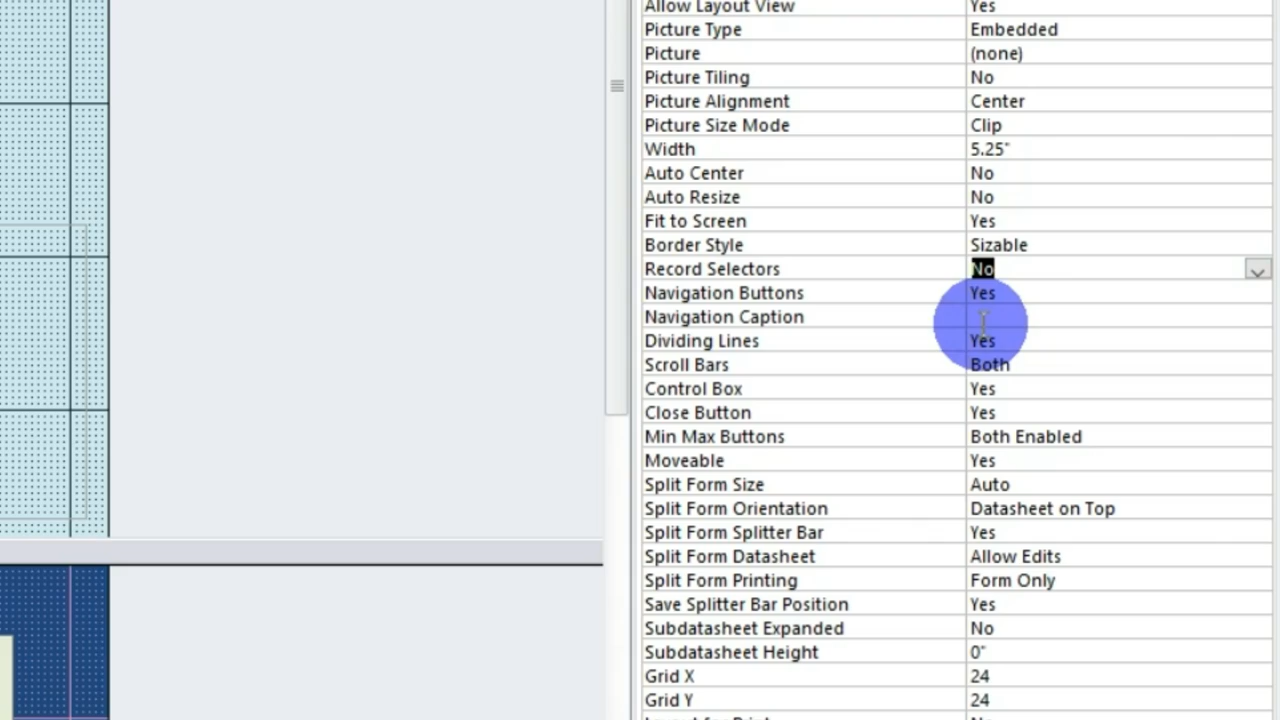 Allow Layout View Yes
Picture Type Embedded
Picture (none)
Picture Tiling No
Picture Alignment Center
Picture Size Mode Clip
Width 5.25"
Auto Center No
Auto Resize No
Fit to Screen Yes
Border Style Sizable
Record Selectors No
Navigation Buttons Yes
Navigation Caption
Dividing Lines Yes
Scroll Bars Both
Control Box Yes
Close Button Yes
Min Max Buttons Both Enabled
Moveable Yes
Split Form Size Auto
Split Form Orientation Datasheet on Top
Split Form Splitter Bar Yes
Split Form Datasheet Allow Edits
Split Form Printing Form Only
Save Splitter Bar Position Yes
Subdatasheet Expanded No
Subdatasheet Height 0"
Grid X 24
Grid Y 24